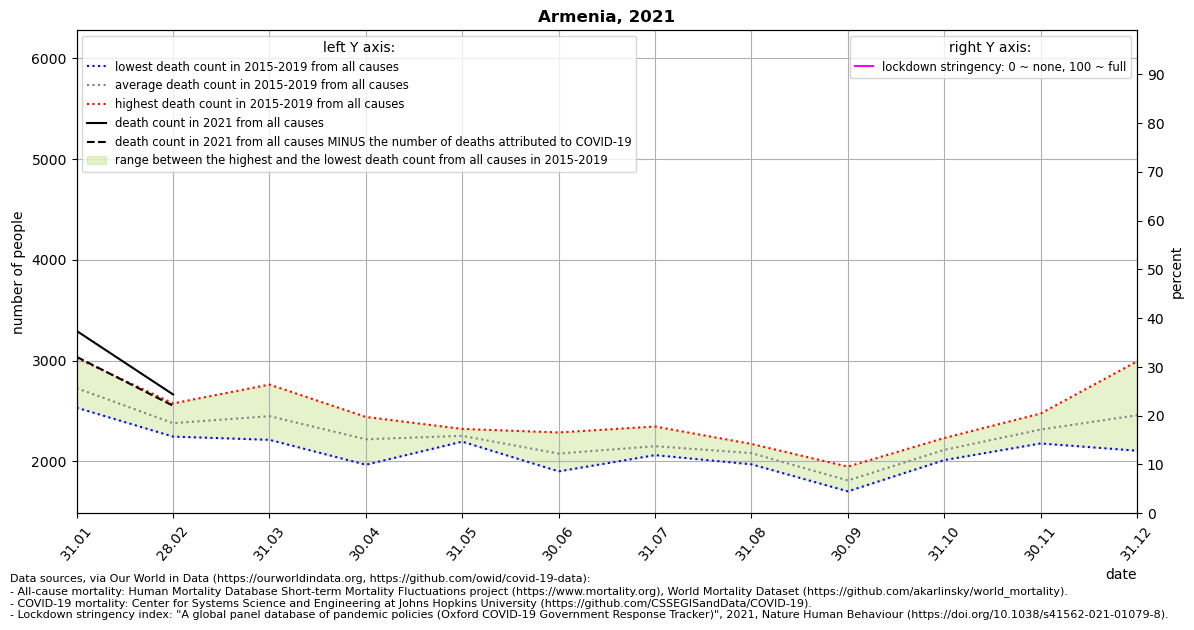 Armenia, 2021
left Y axis:
lowest death count in 2015-2019 from all causes
average death count in 2015-2019 from all causes
highest death count in 2015-2019 from all causes
death count in 2021 from all causes
death count in 2021 from all causes MINUS the number of deaths attributed to COVID-19
range between the highest and the lowest death count from all causes in 2015-2019
right Y axis:
lockdown stringency: 0 ~ none, 100 ~ full
number of people
6000
5000
4000
3000
2000
percent
90
80
70
60
50
40
30
20
10
0
31.01
28.02
31.03
30.04
31.05
30.06
31.07
31.08
30.09
31.10
30.11
31.12
date
Data sources, via Our World in Data (https://ourworldindata.org, https://github.com/owid/covid-19-data):
- All-cause mortality: Human Mortality Database Short-term Mortality Fluctuations project (https://www.mortality.org), World Mortality Dataset (https://github.com/akarlinsky/world_mortality).
- COVID-19 mortality: Center for Systems Science and Engineering at Johns Hopkins University (https://github.com/CSSEGISandData/COVID-19).
- Lockdown stringency index: "A global panel database of pandemic policies (Oxford COVID-19 Government Response Tracker)", 2021, Nature Human Behaviour (https://doi.org/10.1038/s41562-021-01079-8).